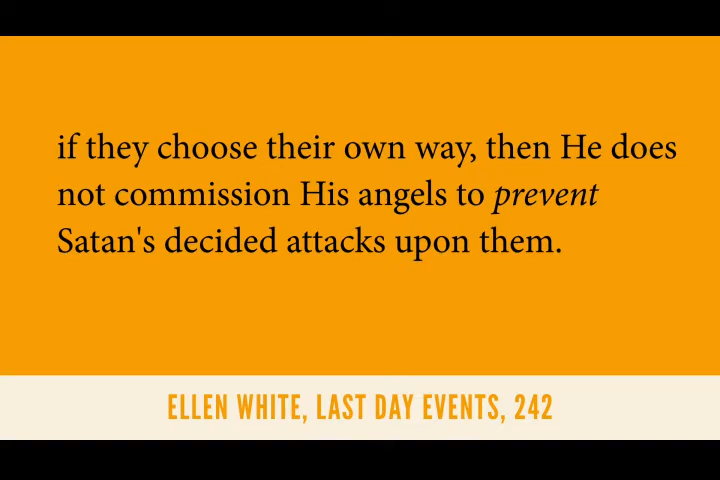 if they choose their own way, then He does
not commission His angels to prevent
Satan's decided attacks upon them.
ELLEN WHITE, LAST DAY EVENTS, 242